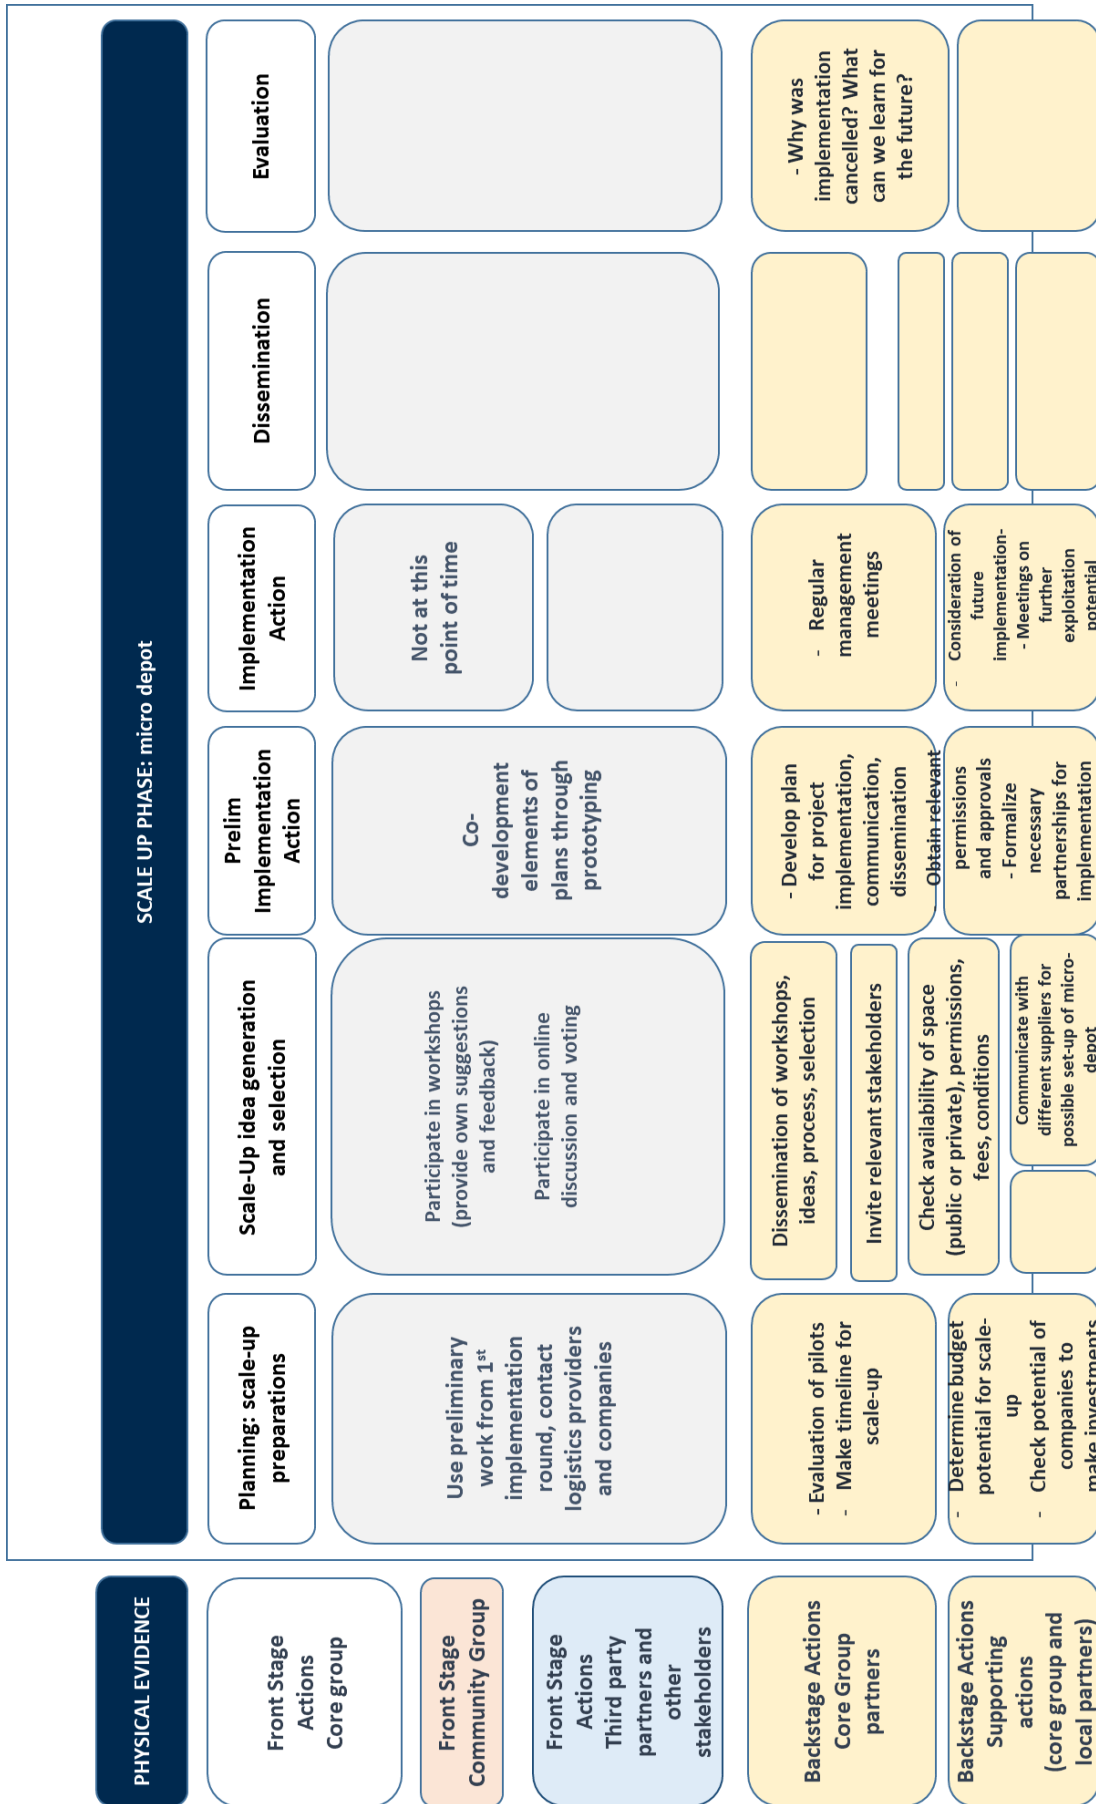 PHYSICAL EVIDENCE
SCALE UP PHASE: micro depot
Front Stage
Actions
Core group
Planning: scale-up
preparations
Scale-Up idea generation
and selection
Prelim
Implementation
Action
Implementation
Action
Dissemination
Evaluation
Front Stage
Community Group
Front Stage
Actions
Third party
partners and
other
stakeholders
Use preliminary
work from 1st
implementation
round, contact
logistics providers
and companies
Participate in workshops
(provide own suggestions
and feedback)
Participate in online
discussion and voting
Co-
development
elements of
plans through
prototyping
Not at this
point of time
Backstage Actions
Core Group
partners
- Evaluation of pilots
- Make timeline for
scale-up
Dissemination of workshops,
ideas, process, selection
Invite relevant stakeholders
Check availability of space
(public or private), permissions,
fees, conditions
- Develop plan
for project
implementation,
communication,
dissemination
- Regular
management
meetings
- Why was
implementation
cancelled? What
can we learn for
the future?
Backstage Actions
Supporting
actions
(core group and
local partners)
- Determine budget
potential for scale-
up
- Check potential of
companies to
make investments
Communicate with
different suppliers for
possible set-up of micro-
depot
- Obtain relevant
permissions
and approvals
- Formalize
necessary
partnerships for
implementation
- Consideration of
future
implementation-
- Meetings on
further
exploitation
potential